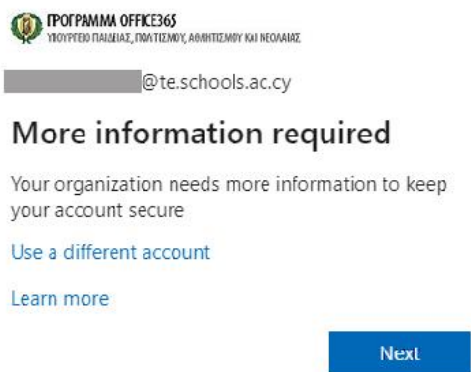 ΠΡΟΓΡΑΜΜΑ OFFICE365
ΥΠΟΥΡΓΕΙΟ ΠΑΙΔΕΙΑΣ, ΠΟΛΙΤΙΣΜΟΥ, ΑΘΛΗΤΙΣΜΟΥ ΚΑΙ ΝΕΟΛΑΙΑΣ
@te.schools.ac.cy
More information required
Your organization needs more information to keep
your account secure
Use a different account
Learn more
Next